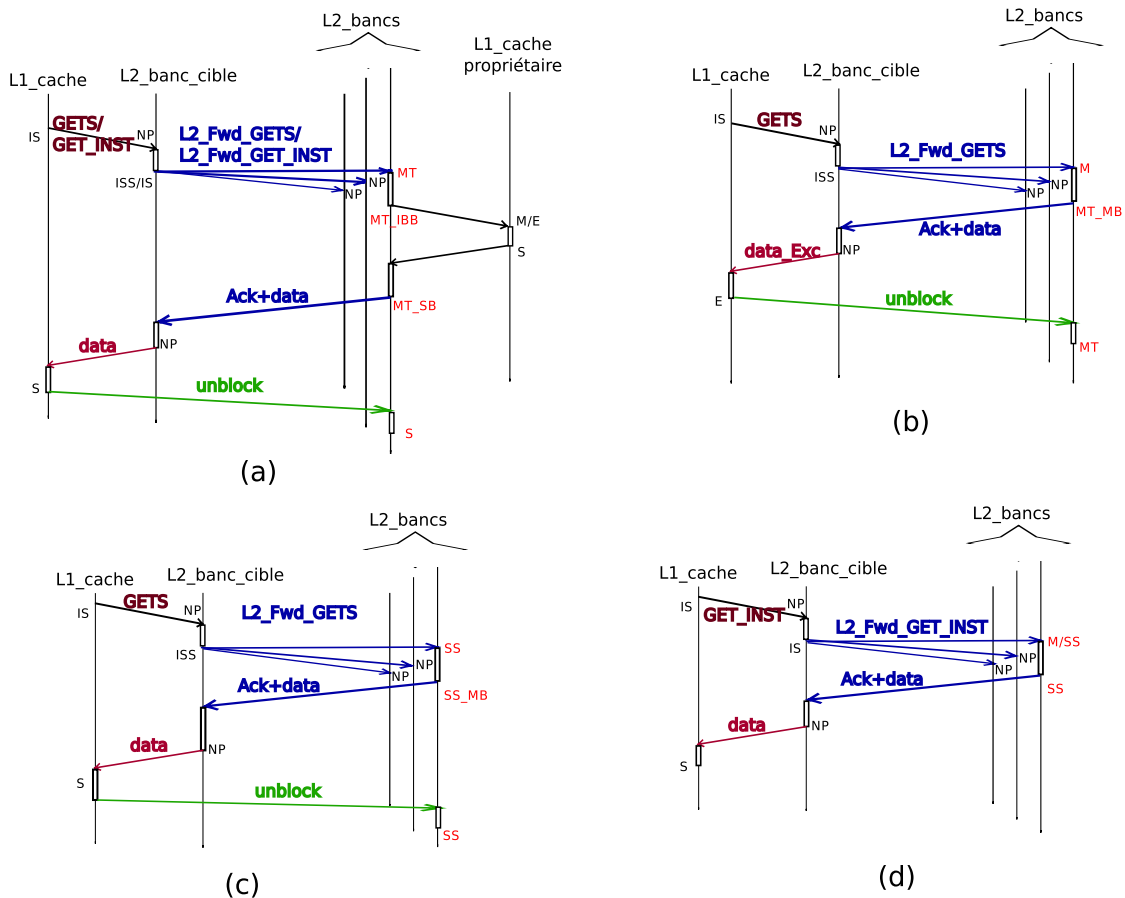 L2_bancs
L1_cache
propriétaire
L1_cache
L2_banc_cible
GETS/
GET_INST
IS
NP
L2_Fwd_GETS/
L2_Fwd_GET_INST
ISS/IS
NP
NP
MT
MT_IBB
M/E
S
Ack+data
MT_SB
data
NP
S
unblock
S
(a)
L2_bancs
L1_cache
L2_banc_cible
IS
GETS
NP
L2_Fwd_GETS
ISS
NP
NP
M
MT_MB
Ack+data
data_Exc
NP
E
unblock
MT
(b)
L2_bancs
L1_cache
L2_banc_cible
IS
GETS
NP
L2_Fwd_GETS
ISS
NP
NP
SS
SS_MB
Ack+data
data
NP
S
unblock
SS
(c)
L2_bancs
L1_cache
L2_banc_cible
IS
GET_INST
NP
L2_Fwd_GET_INST
IS
NP
NP
M/SS
SS
Ack+data
data
NP
S
(d)